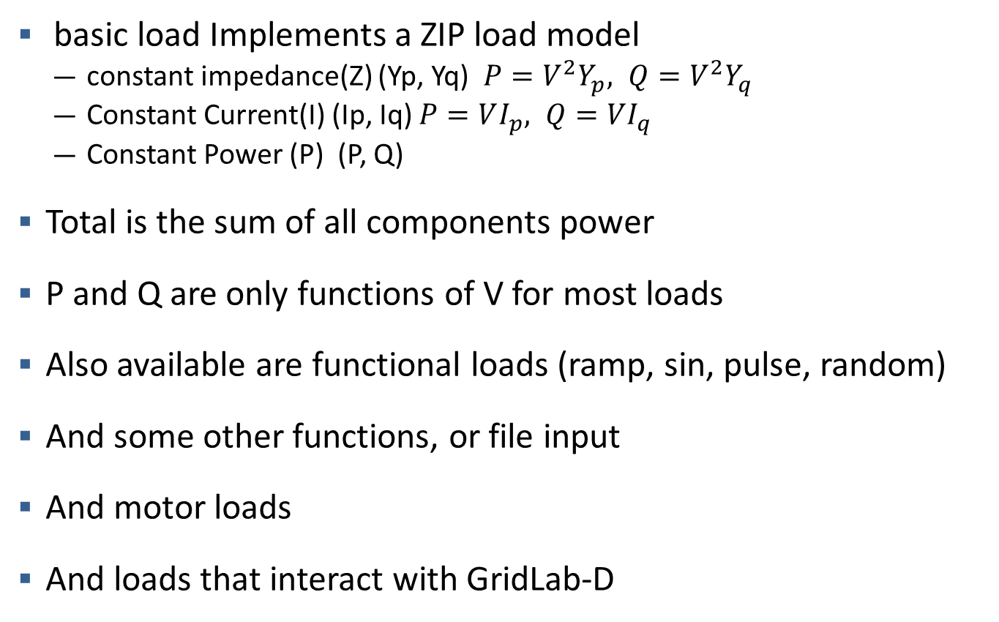 ▪ basic load Implements a ZIP load model
— constant impedance(Z) (Yp, Yq) $P = V^2Y_p,\ Q = V^2Y_q$
— Constant Current(I) (Ip, Iq) $P = VI_p,\ Q = VI_q$
— Constant Power (P) (P, Q)
▪ Total is the sum of all components power
▪ P and Q are only functions of V for most loads
▪ Also available are functional loads (ramp, sin, pulse, random)
▪ And some other functions, or file input
▪ And motor loads
▪ And loads that interact with GridLab-D